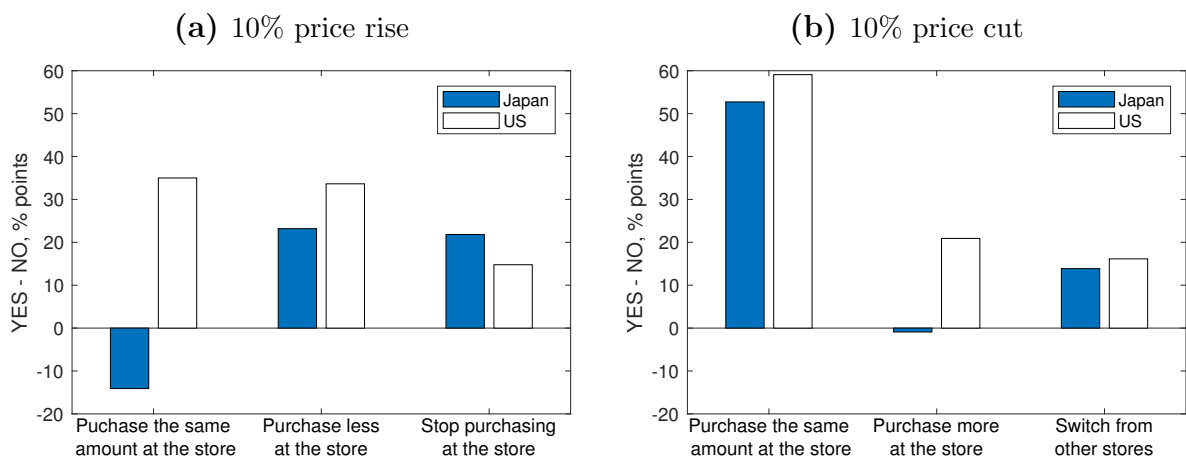 (a) 10% price rise
60
50
40
30
20
10
0
-10
-20
YES - NO, % points
Japan
US
Puchase the same
amount at the store
Purchase less
at the store
Stop purchasing
at the store
(b) 10% price cut
60
50
40
30
20
10
0
-10
-20
YES - NO, % points
Japan
US
Purchase the same
amount at the store
Purchase more
at the store
Switch from
other stores